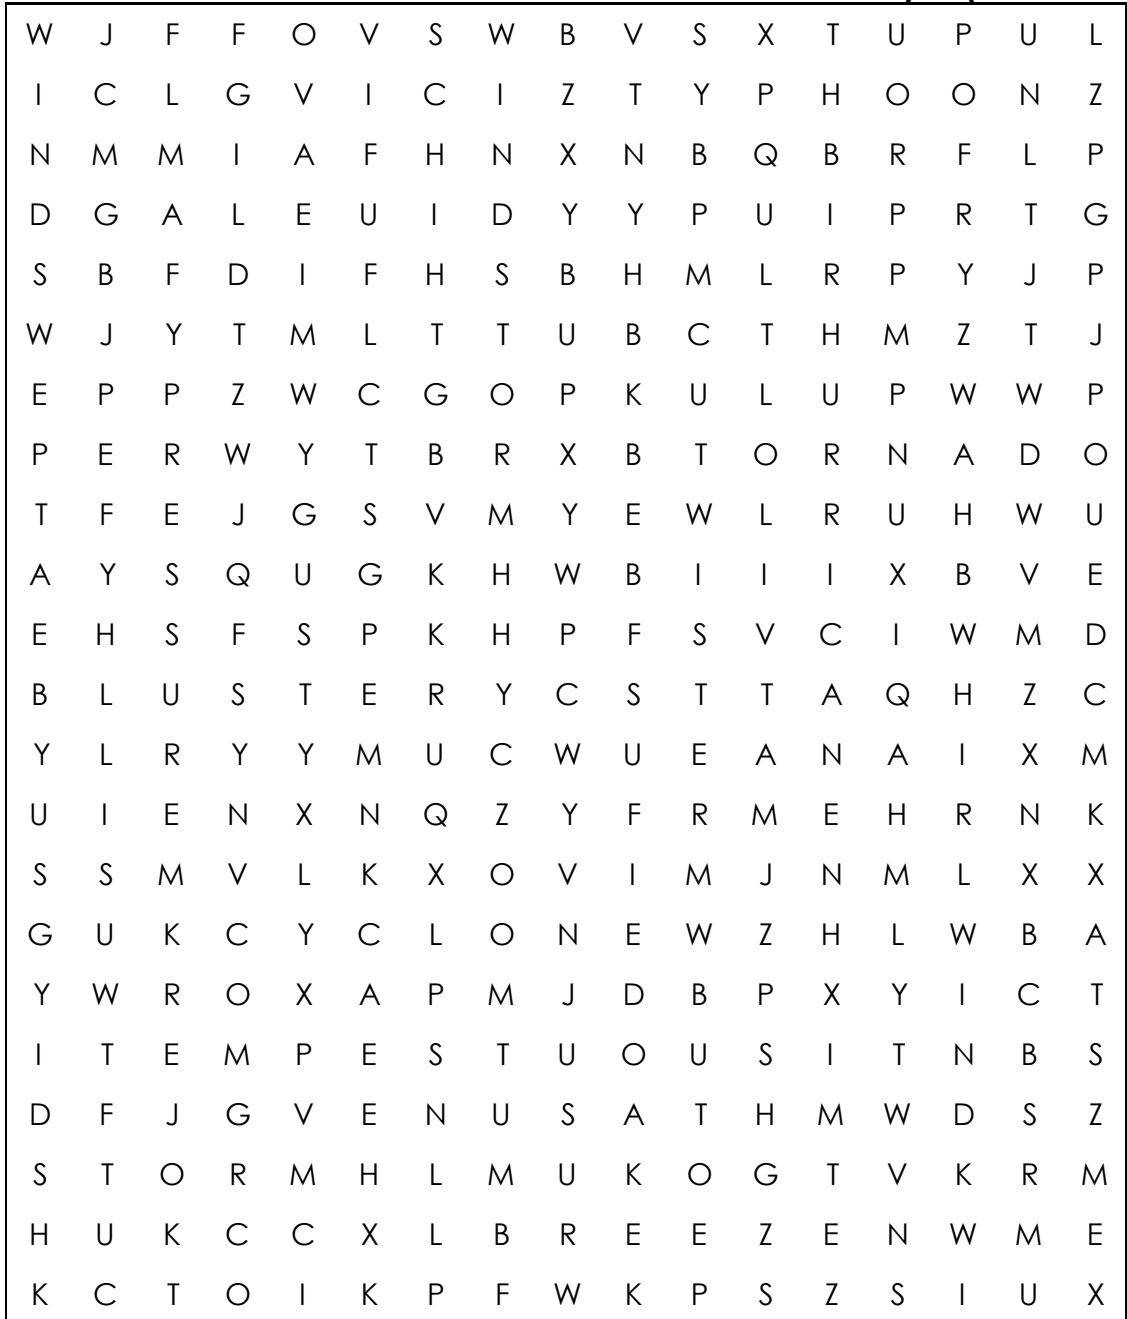 W J F F O V S W B V S X T U P U L
I C L G V I C I Z T Y P H O O N Z
N M M I A F H N X N B Q B R F L P
D G A L E U I D Y Y P U I P R T G
S B F D I F H S B H M L R P Y J P
W J Y T M L T T U B C T H M Z T J
E P P Z W C G O P K U L U P W W P
P E R W Y T B R X B T O R N A D O
T F E J G S V M Y E W L R U H W U
A Y S Q U G K H W B I I I X B V E
E H S F S P K H P F S V C I W M D
B L U S T E R Y C S T T A Q H Z C
Y L R Y Y M U C W U E A N A I X M
U I E N X N Q Z Y F R M E H R N K
S S M V L K X O V I M J N M L X X
G U K C Y C L O N E W Z H L W B A
Y W R O X A P M J D B P X Y I C T
I T E M P E S T U O U S I T N B S
D F J G V E N U S A T H M W D S Z
S T O R M H L M U K O G T V K R M
H U K C C X L B R E E Z E N W M E
K C T O I K P F W K P S Z S I U X